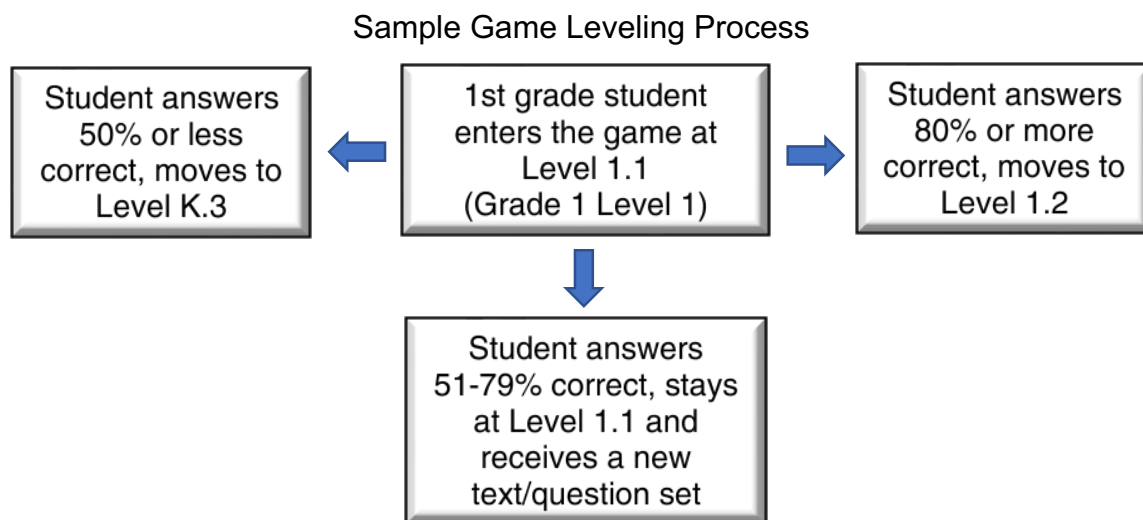 Sample Game Leveling Process
Student answers
50% or less
correct, moves to
Level K.3
1st grade student
enters the game at
Level 1.1
(Grade 1 Level 1)
Student answers
80% or more
correct, moves to
Level 1.2
Student answers
51-79% correct, stays
at Level 1.1 and
receives a new
text/question set